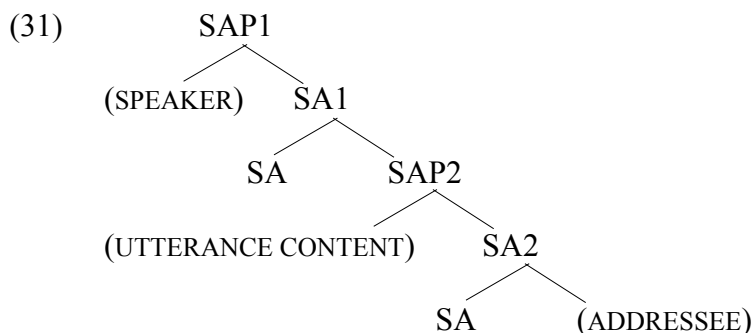 (31) SAP1
(SPEAKER) SA1
SA SAP2
(UTTERANCE CONTENT) SA2
SA (ADDRESSEE)